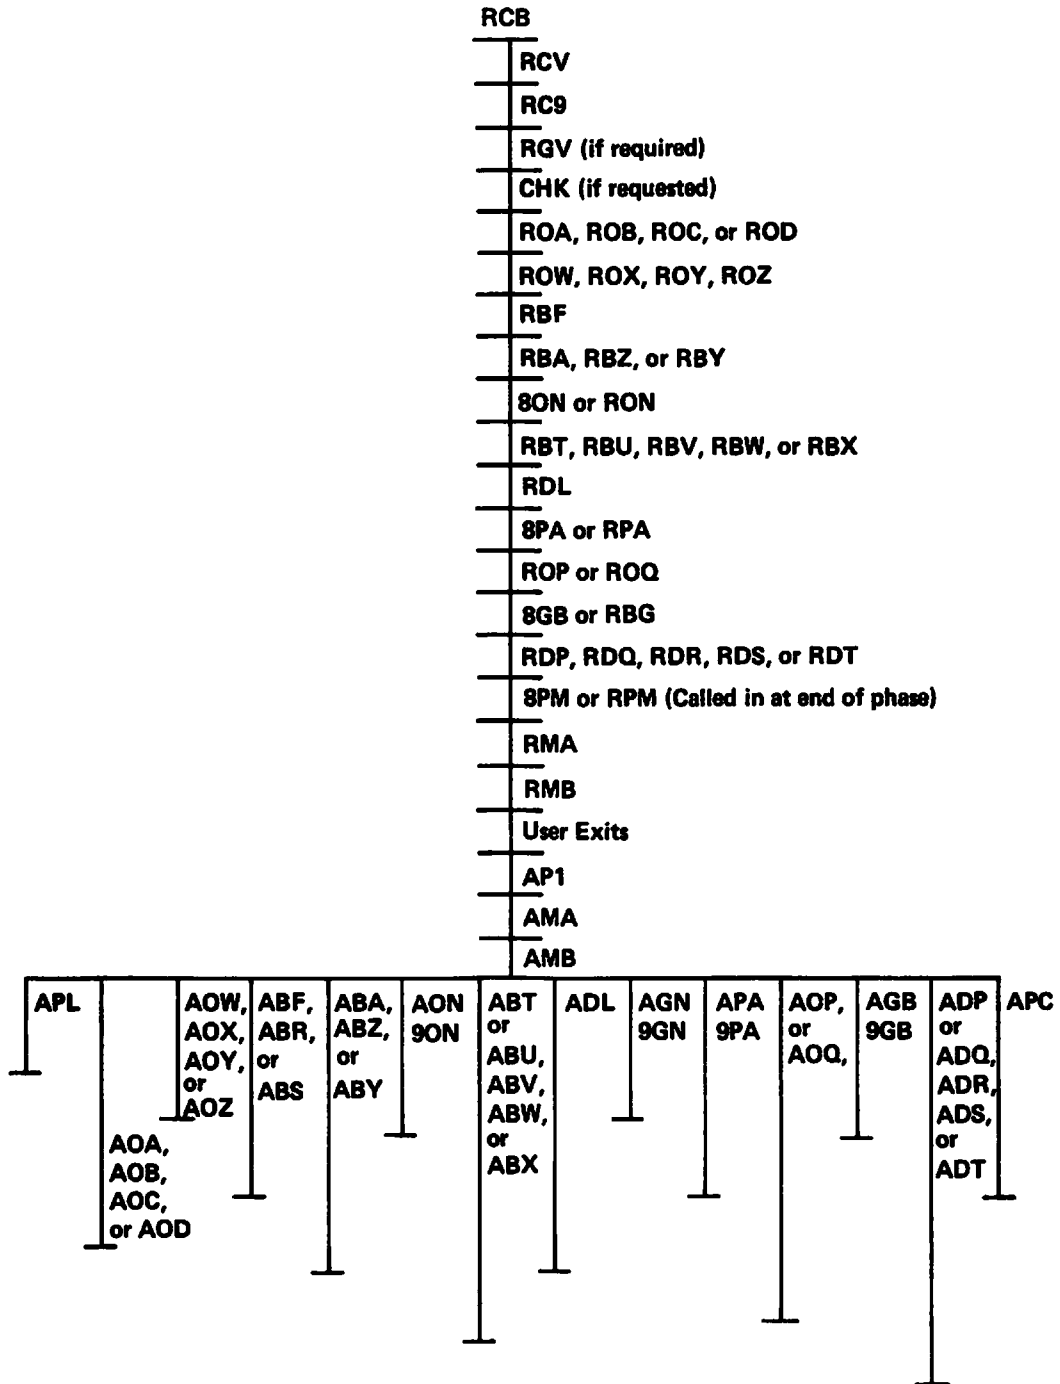 RCB
RCV
RC9
RGV (if required)
CHK (if requested)
ROA, ROB, ROC, or ROD
ROW, ROX, ROY, ROZ
RBF
RBA, RBZ, or RBY
8ON or RON
RBT, RBU, RBV, RBW, or RBX
RDL
8PA or RPA
ROP or ROQ
8GB or RBG
RDP, RDQ, RDR, RDS, or RDT
8PM or RPM (Called in at end of phase)
RMA
RMB
User Exits
AP1
AMA
AMB
APL
AOA,
AOB,
AOC,
or AOD
AOW,
AOX,
AOY,
or
AOZ
ABF,
ABR,
or
ABS
ABA,
ABZ,
or
ABY
AON
9ON
ABT
or
ABU,
ABV,
ABW,
or
ABX
ADL
AGN
9GN
APA
9PA
AOP,
or
AOQ,
AGB
9GB
ADP
or
ADQ,
ADR,
ADS,
or
ADT
APC